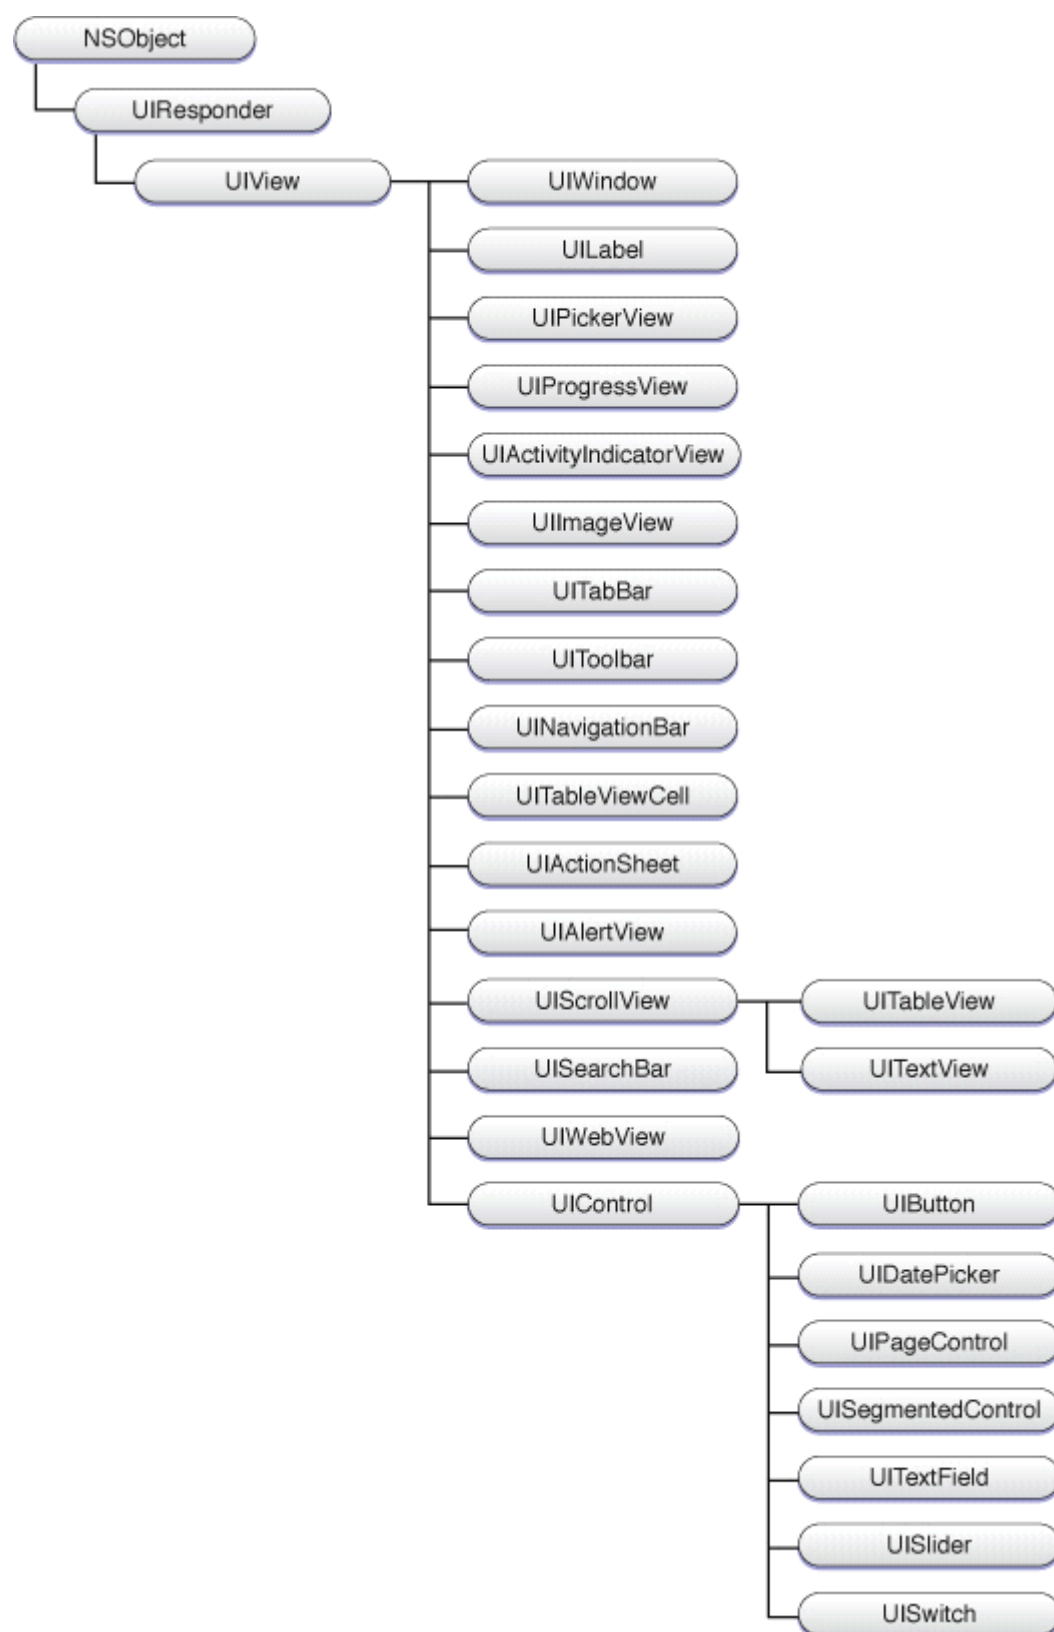 NSObject
UIResponder
UIView
UIWindow
UILabel
UIPickerView
UIProgressView
UIActivityIndicatorView
UIImageView
UITabBar
UIToolbar
UINavigationBar
UITableViewCell
UIActionSheet
UIAlertView
UIScrollView
UITableView
UISearchBar
UITextView
UIWebView
UIControl
UIButton
UIDatePicker
UIPageControl
UISegmentedControl
UITextField
UISlider
UISwitch